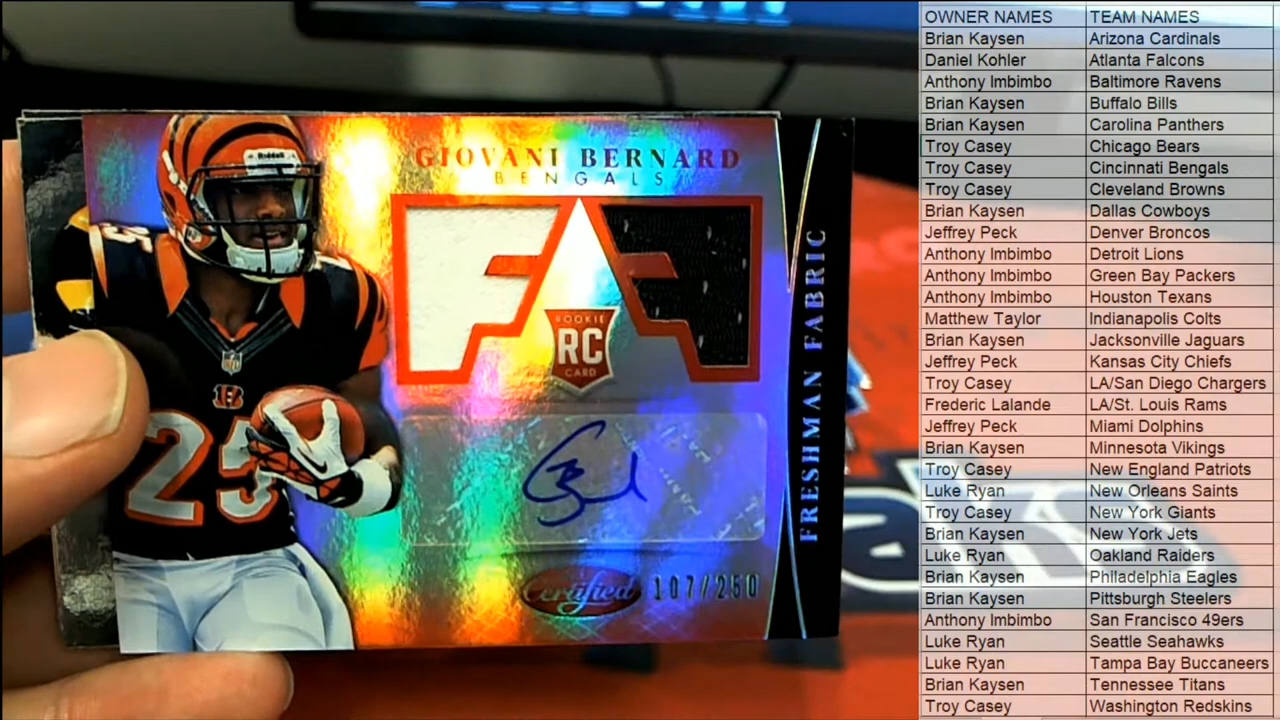 GIOVANI BERNARD
BENGALS
Riddell
25
ROOKIE
RC
CARD
25
FRESHMAN FABRIC
Certified
107/250
OWNER NAMES TEAM NAMES
Brian Kaysen Arizona Cardinals
Daniel Kohler Atlanta Falcons
Anthony Imbimbo Baltimore Ravens
Brian Kaysen Buffalo Bills
Brian Kaysen Carolina Panthers
Troy Casey Chicago Bears
Troy Casey Cincinnati Bengals
Troy Casey Cleveland Browns
Brian Kaysen Dallas Cowboys
Jeffrey Peck Denver Broncos
Anthony Imbimbo Detroit Lions
Anthony Imbimbo Green Bay Packers
Anthony Imbimbo Houston Texans
Matthew Taylor Indianapolis Colts
Brian Kaysen Jacksonville Jaguars
Jeffrey Peck Kansas City Chiefs
Troy Casey LA/San Diego Chargers
Frederic Lalande LA/St. Louis Rams
Jeffrey Peck Miami Dolphins
Brian Kaysen Minnesota Vikings
Troy Casey New England Patriots
Luke Ryan New Orleans Saints
Troy Casey New York Giants
Brian Kaysen New York Jets
Luke Ryan Oakland Raiders
Brian Kaysen Philadelphia Eagles
Brian Kaysen Pittsburgh Steelers
Anthony Imbimbo San Francisco 49ers
Luke Ryan Seattle Seahawks
Luke Ryan Tampa Bay Buccaneers
Brian Kaysen Tennessee Titans
Troy Casey Washington Redskins